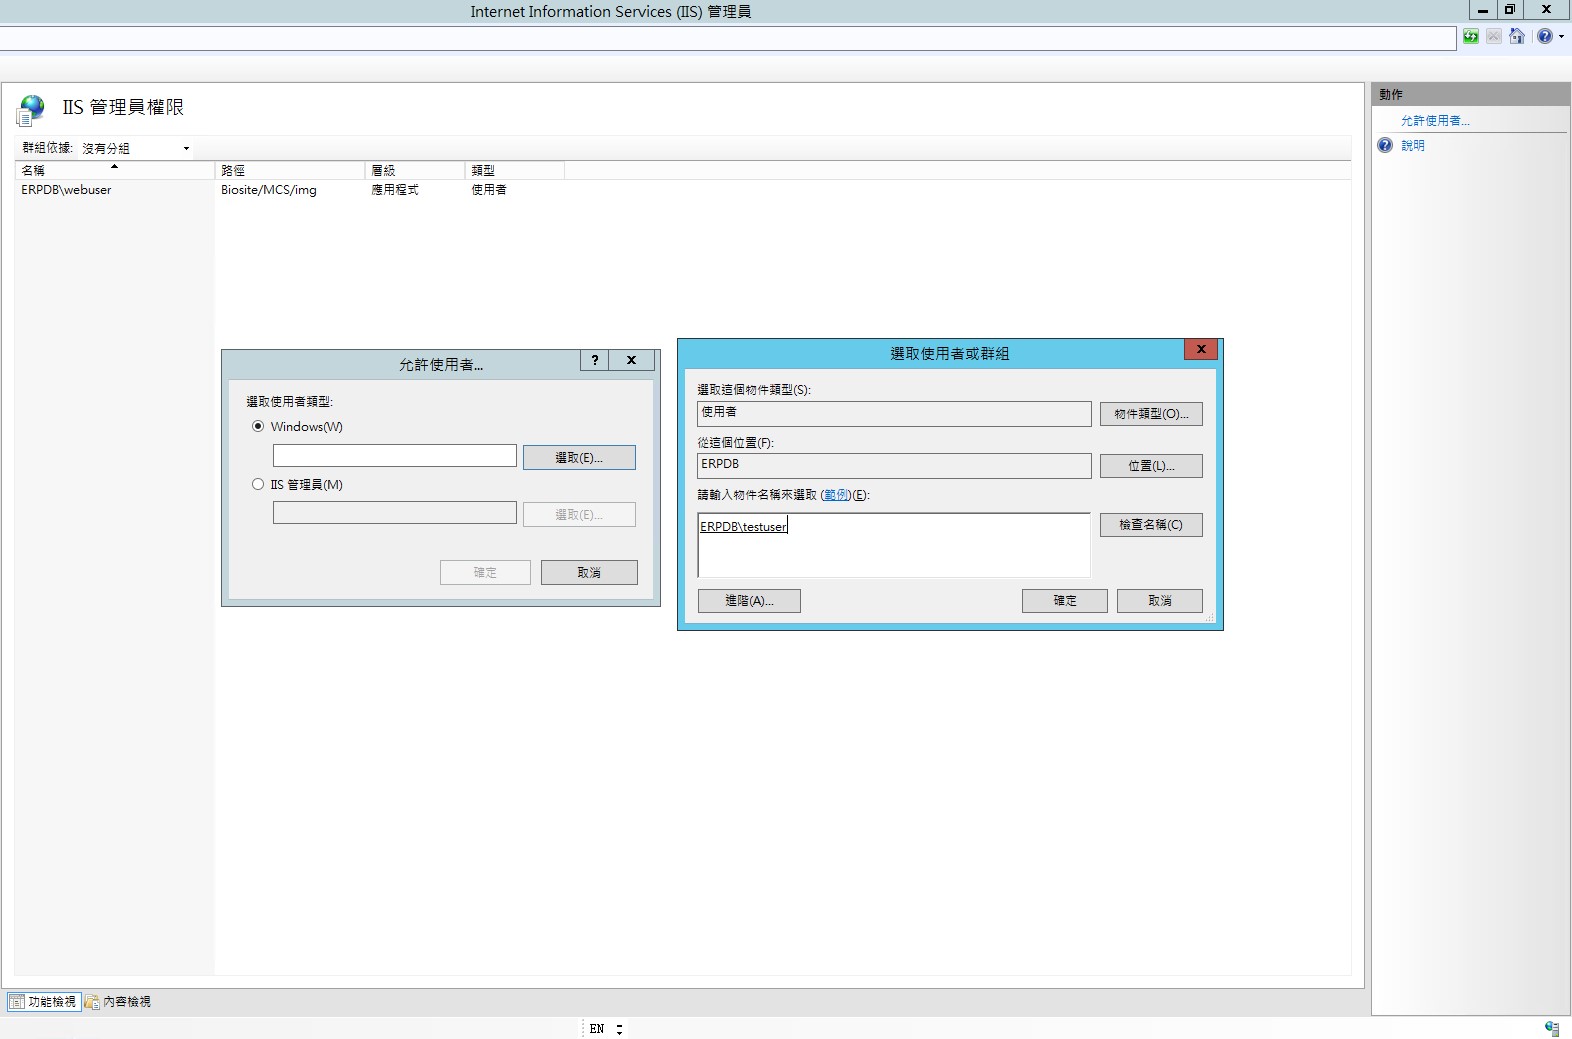 Internet Information Services (IIS) 管理員
IIS 管理員權限
群組依據: 沒有分組
名稱 路徑 層級 類型
ERPDB\webuser Biosite/MCS/img 應用程式 使用者
動作
允許使用者...
說明
允許使用者...
選取使用者類型:
Windows(W)
選取(E)...
IIS 管理員(M)
選取(E)...
確定 取消
選取使用者或群組
選取這個物件類型(S):
使用者 物件類型(O)...
從這個位置(F):
ERPDB 位置(L)...
請輸入物件名稱來選取 (範例)(E):
ERPDB\testuser 檢查名稱(C)
進階(A)... 確定 取消
功能檢視 內容檢視
EN